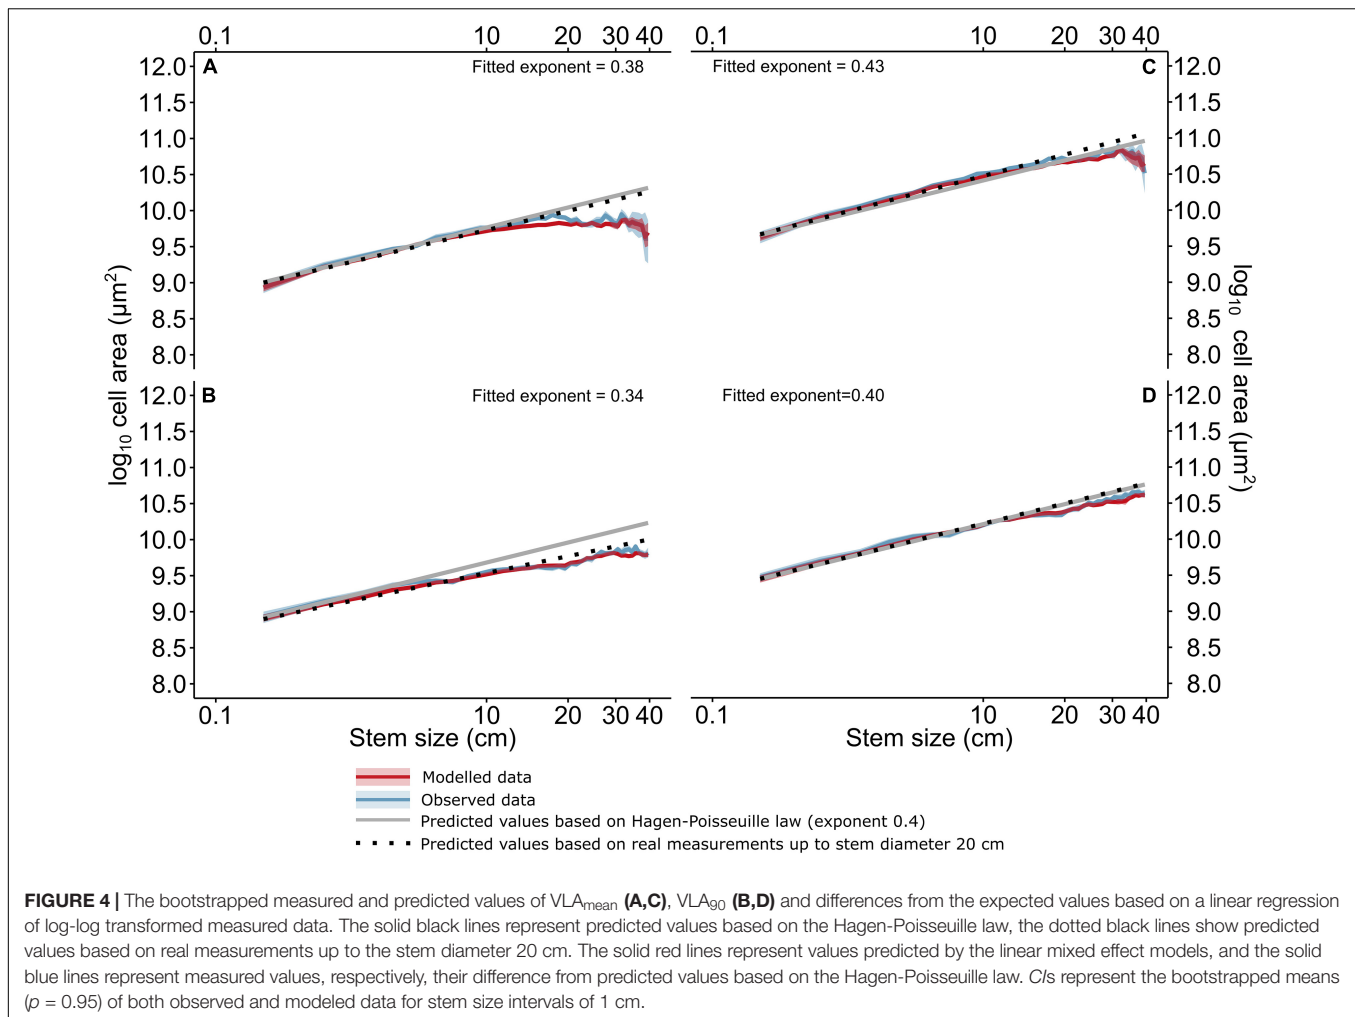 0.1 10 20 30 40 0.1 10 20 30 40
A Fitted exponent = 0.38
12.0
11.5
11.0
10.5
10.0
9.5
9.0
8.5
8.0
Fitted exponent = 0.43 C
12.0
11.5
11.0
10.5
10.0
9.5
9.0
8.5
8.0
log10 cell area (µm2)
log10 cell area (µm2)
B Fitted exponent = 0.34
12.0
11.5
11.0
10.5
10.0
9.5
9.0
8.5
8.0
Fitted exponent=0.40 D
12.0
11.5
11.0
10.5
10.0
9.5
9.0
8.5
8.0
0.1 10 20 30 40 0.1 10 20 30 40
Stem size (cm) Stem size (cm)
Modelled data
Observed data
Predicted values based on Hagen-Poisseuille law (exponent 0.4)
Predicted values based on real measurements up to stem diameter 20 cm
FIGURE 4 | The bootstrapped measured and predicted values of VLAmean (A,C), VLA90 (B,D) and differences from the expected values based on a linear regression
of log-log transformed measured data. The solid black lines represent predicted values based on the Hagen-Poisseuille law, the dotted black lines show predicted
values based on real measurements up to the stem diameter 20 cm. The solid red lines represent values predicted by the linear mixed effect models, and the solid
blue lines represent measured values, respectively, their difference from predicted values based on the Hagen-Poisseuille law. CIs represent the bootstrapped means
(p = 0.95) of both observed and modeled data for stem size intervals of 1 cm.